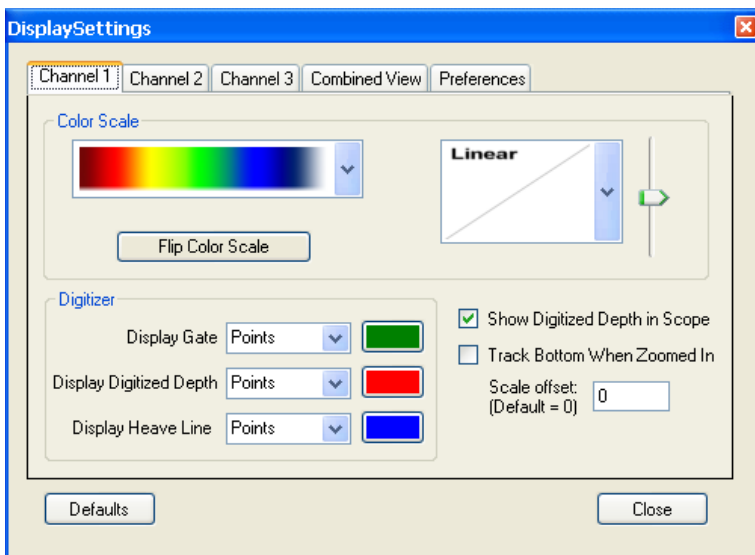 DisplaySettings
Channel 1 Channel 2 Channel 3 Combined View Preferences
Color Scale
Linear
Flip Color Scale
Digitizer
Display Gate Points
Display Digitized Depth Points
Display Heave Line Points
Show Digitized Depth in Scope
Track Bottom When Zoomed In
Scale offset: 0
(Default = 0)
Defaults Close